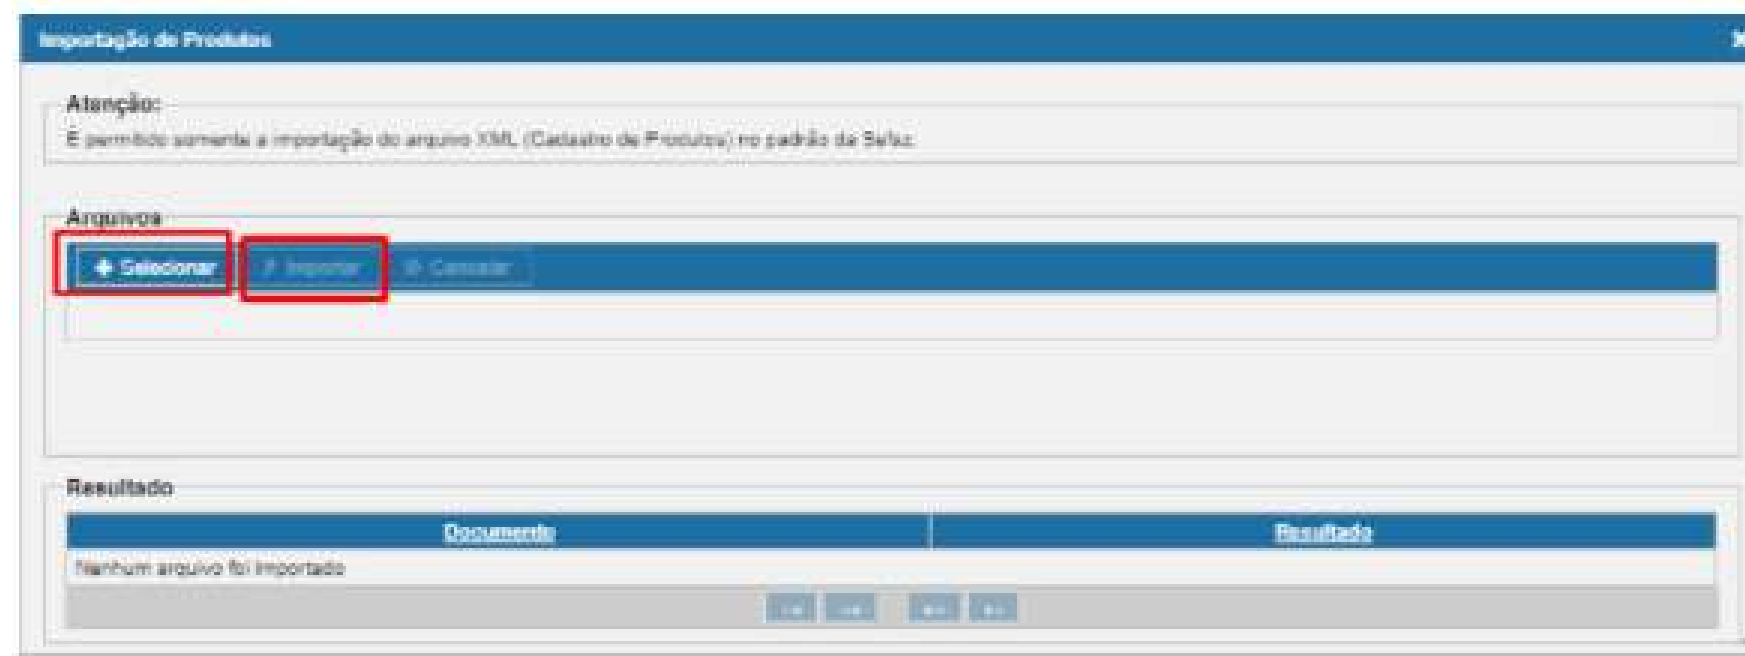 Importação de Produtos
Atenção:
É permitido somente a importação do arquivo XML (Cadastro de Produtos) no padrão da Sefaz.
Arquivos
Selecionar Importar Cancelar
Resultado
Documento Resultado
Nenhum arquivo foi importado